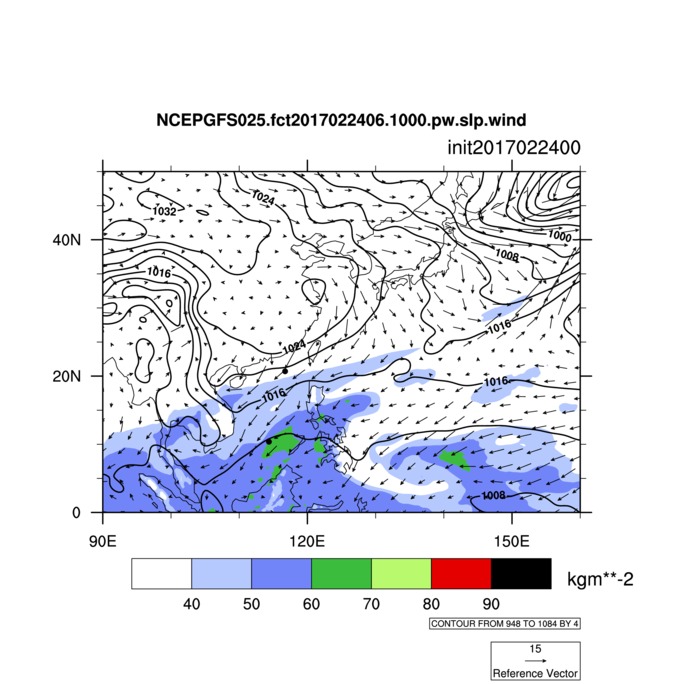 NCEPGFS025.fct2017022406.1000.pw.slp.wind
init2017022400
1024
1032
40N
1000
1008
1016
1016
1024
20N
1016
1016
1008
0
90E 120E 150E
40 50 60 70 80 90
kgm**-2
CONTOUR FROM 948 TO 1084 BY 4
15
Reference Vector